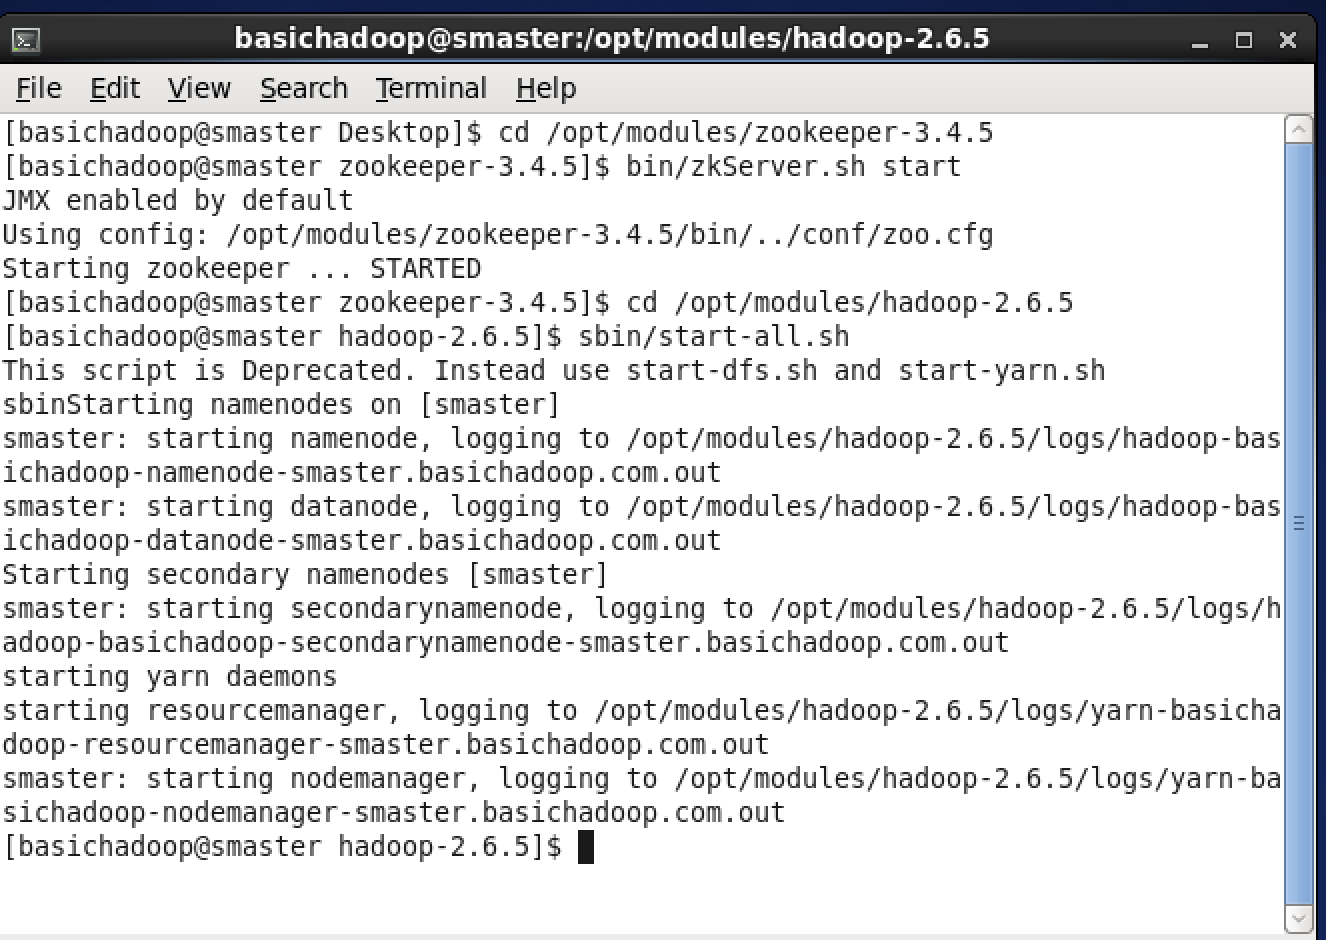 basichadoop@smaster:/opt/modules/hadoop-2.6.5
File Edit View Search Terminal Help
[basichadoop@smaster Desktop]$ cd /opt/modules/zookeeper-3.4.5
[basichadoop@smaster zookeeper-3.4.5]$ bin/zkServer.sh start
JMX enabled by default
Using config: /opt/modules/zookeeper-3.4.5/bin/../conf/zoo.cfg
Starting zookeeper ... STARTED
[basichadoop@smaster zookeeper-3.4.5]$ cd /opt/modules/hadoop-2.6.5
[basichadoop@smaster hadoop-2.6.5]$ sbin/start-all.sh
This script is Deprecated. Instead use start-dfs.sh and start-yarn.sh
sbinStarting namenodes on [smaster]
smaster: starting namenode, logging to /opt/modules/hadoop-2.6.5/logs/hadoop-bas
ichadoop-namenode-smaster.basichadoop.com.out
smaster: starting datanode, logging to /opt/modules/hadoop-2.6.5/logs/hadoop-bas
ichadoop-datanode-smaster.basichadoop.com.out
Starting secondary namenodes [smaster]
smaster: starting secondarynamenode, logging to /opt/modules/hadoop-2.6.5/logs/h
adoop-basichadoop-secondarynamenode-smaster.basichadoop.com.out
starting yarn daemons
starting resourcemanager, logging to /opt/modules/hadoop-2.6.5/logs/yarn-basicha
doop-resourcemanager-smaster.basichadoop.com.out
smaster: starting nodemanager, logging to /opt/modules/hadoop-2.6.5/logs/yarn-ba
sichadoop-nodemanager-smaster.basichadoop.com.out
[basichadoop@smaster hadoop-2.6.5]$